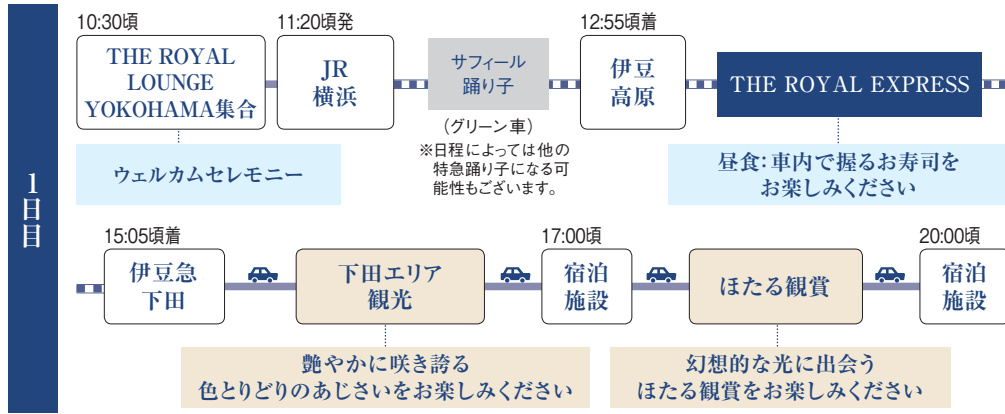 1日目
10:30頃
THE ROYAL
LOUNGE
YOKOHAMA集合
ウェルカムセレモニー
11:20頃発
JR
横浜
サフィール
踊り子
(グリーン車)
※日程によっては他の
特急踊り子になる可
能性もございます。
12:55頃着
伊豆
高原
THE ROYAL EXPRESS
昼食:車内で握るお寿司を
お楽しみください
15:05頃着
伊豆急
下田
下田エリア
観光
艶やかに咲き誇る
色とりどりのあじさいをお楽しみください
17:00頃
宿泊
施設
ほたる観賞
幻想的な光に出会う
ほたる観賞をお楽しみください
20:00頃
宿泊
施設